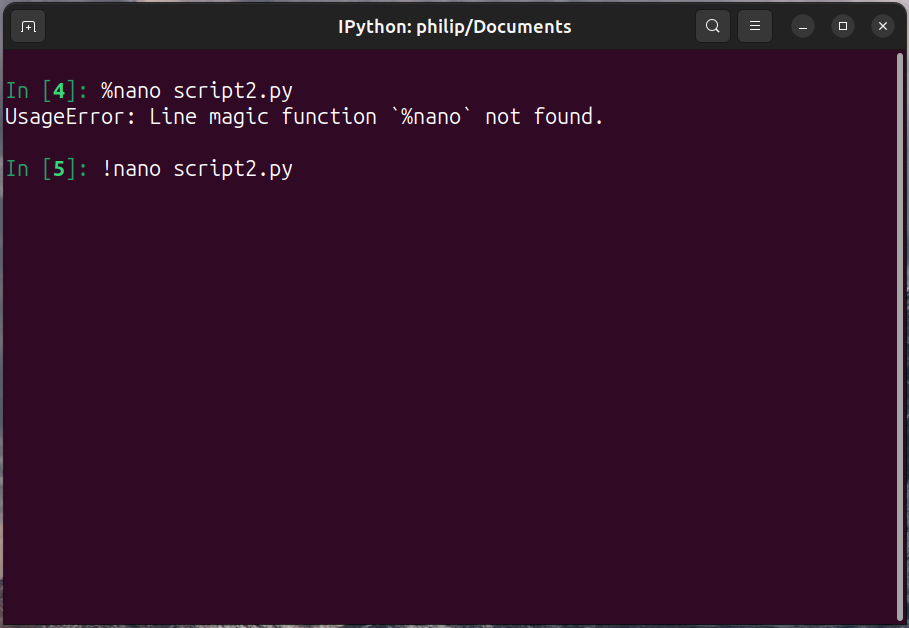 IPython: philip/Documents
In [4]: %nano script2.py
UsageError: Line magic function `%nano` not found.
In [5]: !nano script2.py